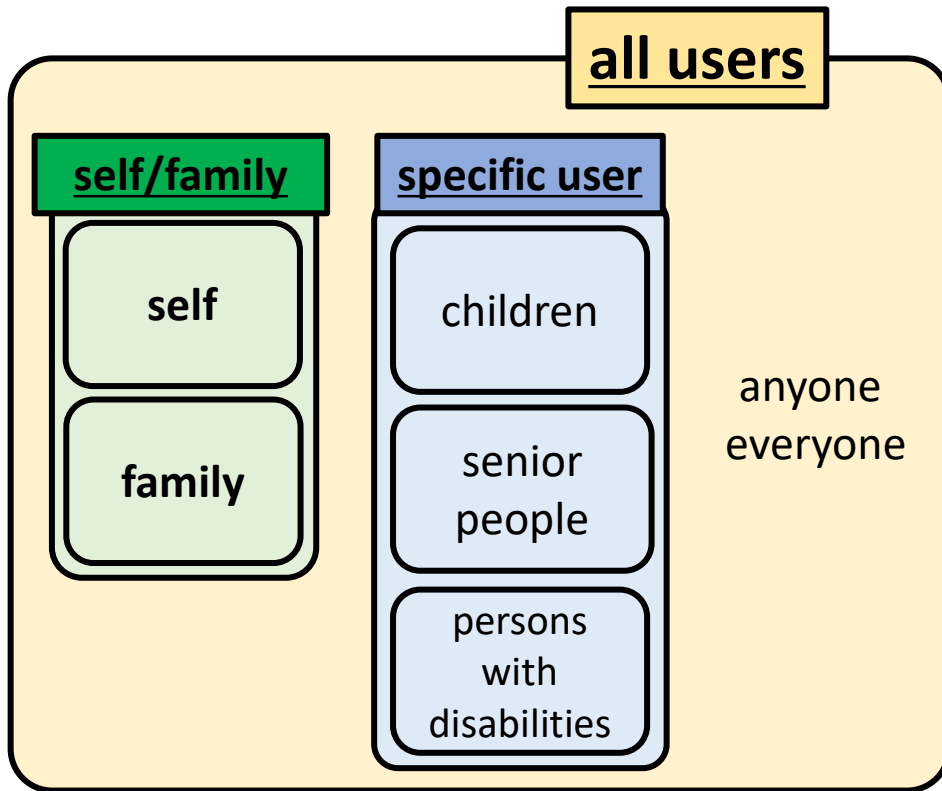 all users
self/family
self
family
specific user
children
senior
people
persons
with
disabilities
anyone
everyone